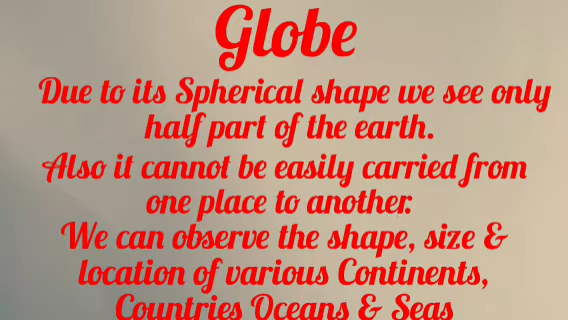 Globe
Due to its Spherical shape we see only
half part of the earth.
Also it cannot be easily carried from
one place to another.
We can observe the shape, size &
location of various Continents,
Countries Oceans & Seas